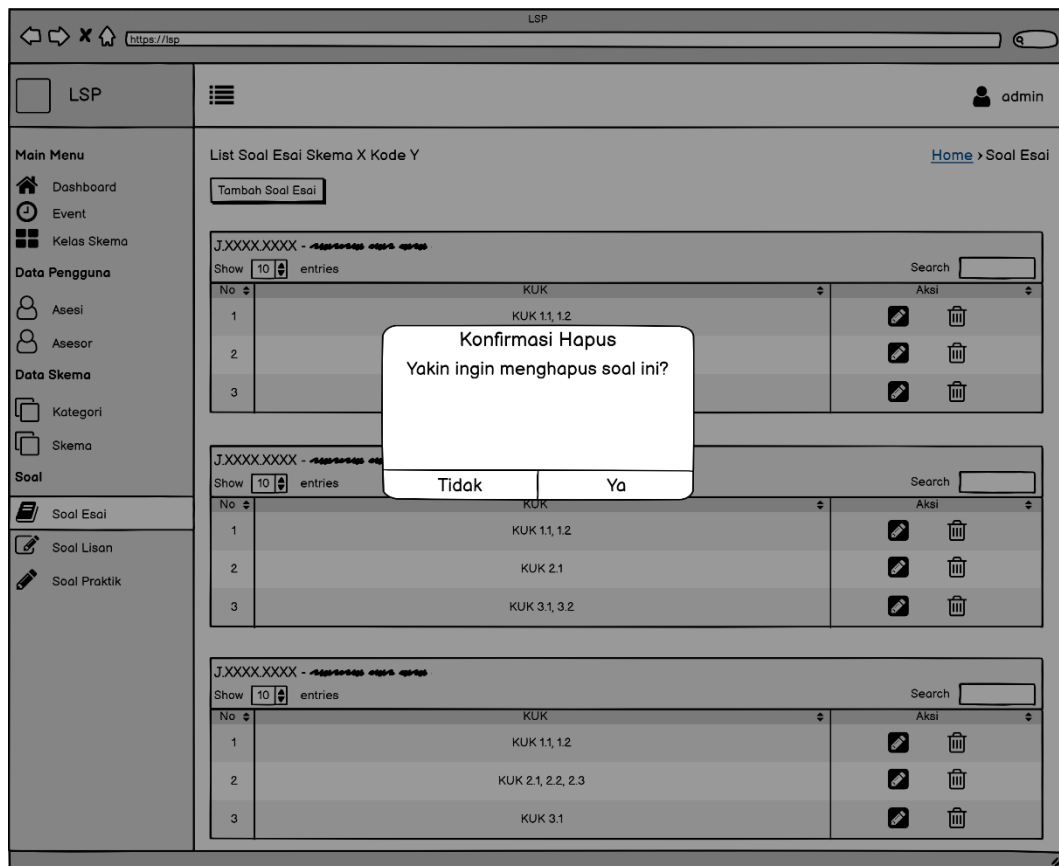 LSP
https://lsp
LSP
admin
Main Menu
Dashboard
Event
Kelas Skema
Data Pengguna
Asesi
Asesor
Data Skema
Kategori
Skema
Soal
Soal Esai
Soal Lisan
Soal Praktik
List Soal Esai Skema X Kode Y
Home > Soal Esai
Tambah Soal Esai
J.XXXX.XXXX -
Show 10 entries
Search
No KUK Aksi
1 KUK 1.1, 1.2
2
3
Konfirmasi Hapus
Yakin ingin menghapus soal ini?
Tidak Ya
J.XXXX.XXXX -
Show 10 entries
Search
No KUK Aksi
1 KUK 1.1, 1.2
2 KUK 2.1
3 KUK 3.1, 3.2
J.XXXX.XXXX -
Show 10 entries
Search
No KUK Aksi
1 KUK 1.1, 1.2
2 KUK 2.1, 2.2, 2.3
3 KUK 3.1